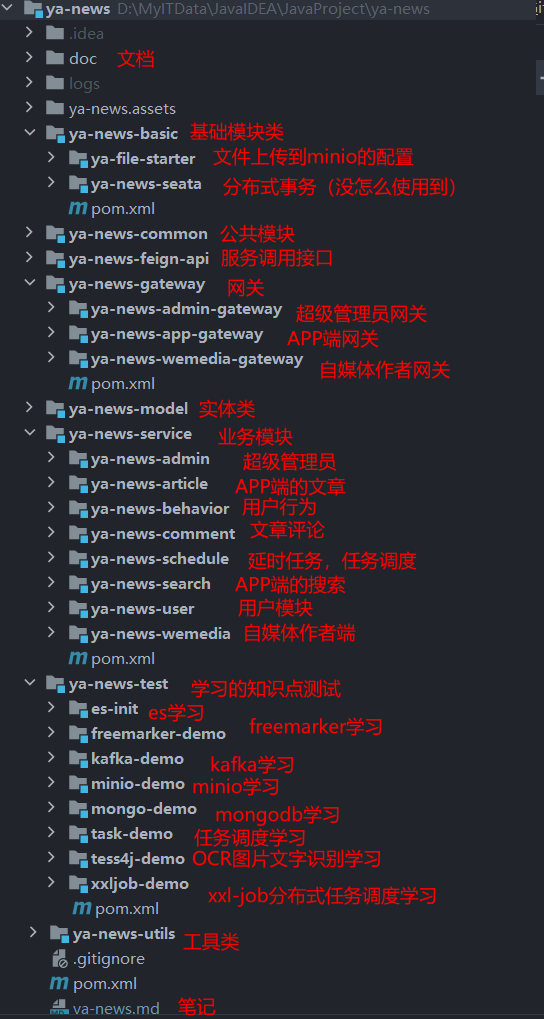 ya-news D:\MyITData\JavaIDEA\JavaProject\ya-news
.idea
doc 文档
logs
ya-news.assets
ya-news-basic 基础模块类
ya-file-starter 文件上传到minio的配置
ya-news-seata 分布式事务（没怎么使用到）
pom.xml
ya-news-common 公共模块
ya-news-feign-api 服务调用接口
ya-news-gateway 网关
ya-news-admin-gateway 超级管理员网关
ya-news-app-gateway APP端网关
ya-news-wemedia-gateway 自媒体作者网关
pom.xml
ya-news-model 实体类
ya-news-service 业务模块
ya-news-admin 超级管理员
ya-news-article APP端的文章
ya-news-behavior 用户行为
ya-news-comment 文章评论
ya-news-schedule 延时任务，任务调度
ya-news-search APP端的搜索
ya-news-user 用户模块
ya-news-wemedia 自媒体作者端
pom.xml
ya-news-test 学习的知识点测试
es-init es学习
freemarker-demo freemarker学习
kafka-demo kafka学习
minio-demo minio学习
mongo-demo mongodb学习
task-demo 任务调度学习
tess4j-demo OCR图片文字识别学习
xxljob-demo xxl-job分布式任务调度学习
pom.xml
ya-news-utils 工具类
.gitignore
pom.xml
ya-news.md 笔记